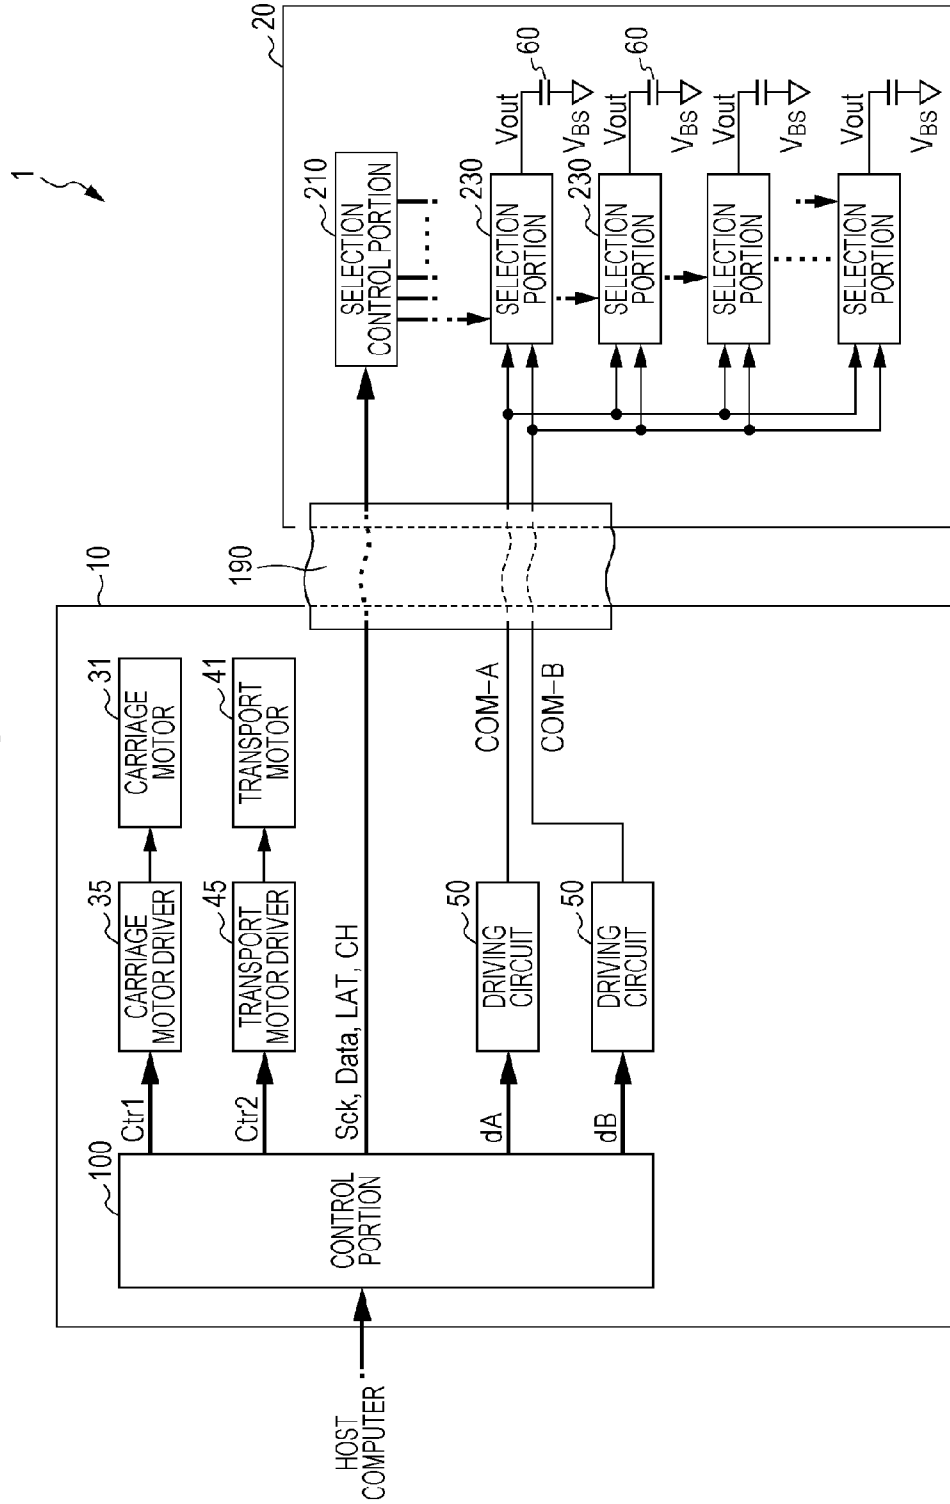 1
10
20
100
HOST
COMPUTER
CONTROL
PORTION
Ctr1
35
CARRIAGE
MOTOR DRIVER
31
CARRIAGE
MOTOR
Ctr2
45
TRANSPORT
MOTOR DRIVER
41
TRANSPORT
MOTOR
Sck, Data, LAT, CH
190
210
SELECTION
CONTROL PORTION
dA
50
DRIVING
CIRCUIT
COM-A
dB
50
DRIVING
CIRCUIT
COM-B
230
SELECTION
PORTION
Vout
60
VBS
230
SELECTION
PORTION
Vout
60
VBS
SELECTION
PORTION
Vout
VBS
SELECTION
PORTION
Vout
VBS